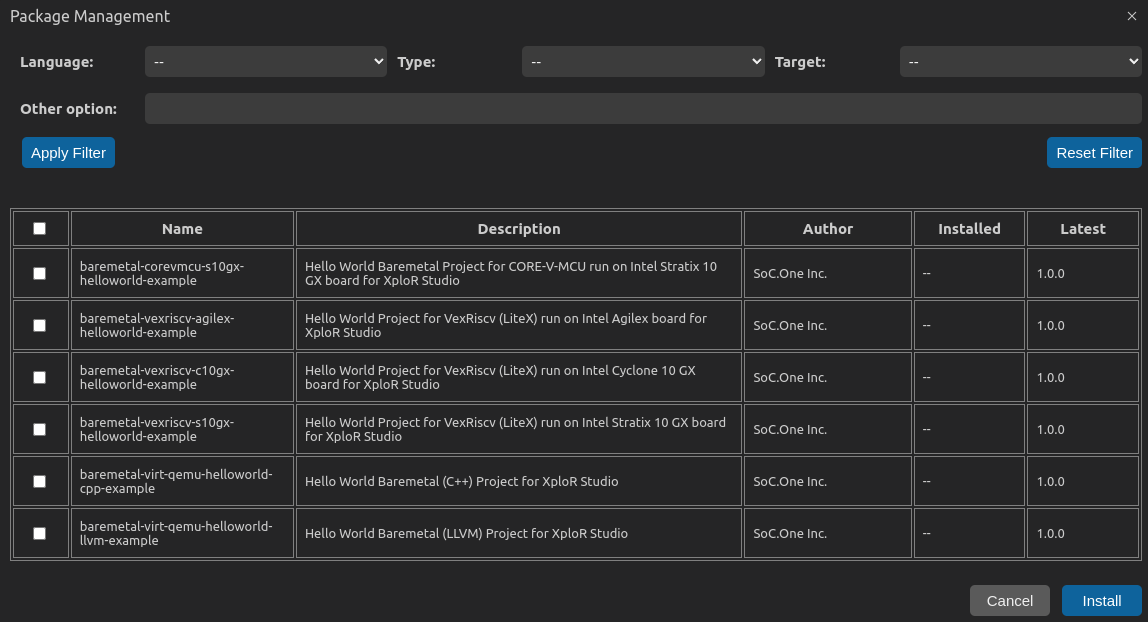 Package Management ×
Language: -- Type: -- Target: --
Other option:
Apply Filter Reset Filter
Name Description Author Installed Latest
baremetal-corevmcu-s10gx-
helloworld-example
Hello World Baremetal Project for CORE-V-MCU run on Intel Stratix 10
GX board for XploR Studio
SoC.One Inc. -- 1.0.0
baremetal-vexriscv-agilex-
helloworld-example
Hello World Project for VexRiscv (LiteX) run on Intel Agilex board for
XploR Studio
SoC.One Inc. -- 1.0.0
baremetal-vexriscv-c10gx-
helloworld-example
Hello World Project for VexRiscv (LiteX) run on Intel Cyclone 10 GX
board for XploR Studio
SoC.One Inc. -- 1.0.0
baremetal-vexriscv-s10gx-
helloworld-example
Hello World Project for VexRiscv (LiteX) run on Intel Stratix 10 GX board
for XploR Studio
SoC.One Inc. -- 1.0.0
baremetal-virt-qemu-helloworld-
cpp-example
Hello World Baremetal (C++) Project for XploR Studio
SoC.One Inc. -- 1.0.0
baremetal-virt-qemu-helloworld-
llvm-example
Hello World Baremetal (LLVM) Project for XploR Studio
SoC.One Inc. -- 1.0.0
Cancel Install